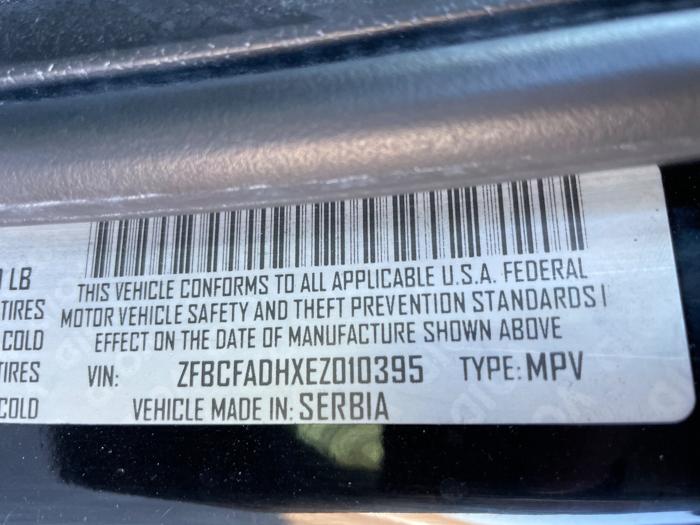 LB
THIS VEHICLE CONFORMS TO ALL APPLICABLE U.S.A. FEDERAL
TIRES
MOTOR VEHICLE SAFETY AND THEFT PREVENTION STANDARDS I
COLD
EFFECT ON THE DATE OF MANUFACTURE SHOWN ABOVE
TIRES
VIN: ZFBCFADHXEZ010395 TYPE: MPV
COLD
VEHICLE MADE IN: SERBIA